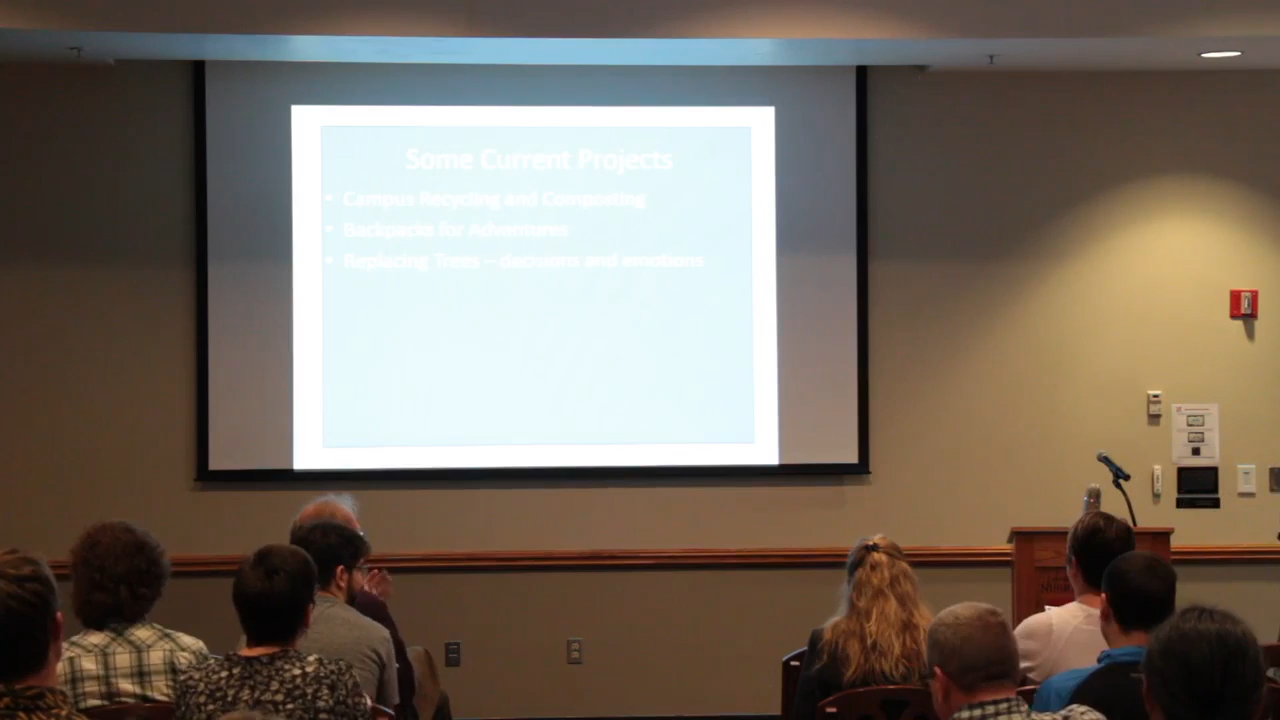 Some Current Projects
• Campus Recycling and Composting
• Backpacks for Adventures
• Replacing Trees – decisions and emotions